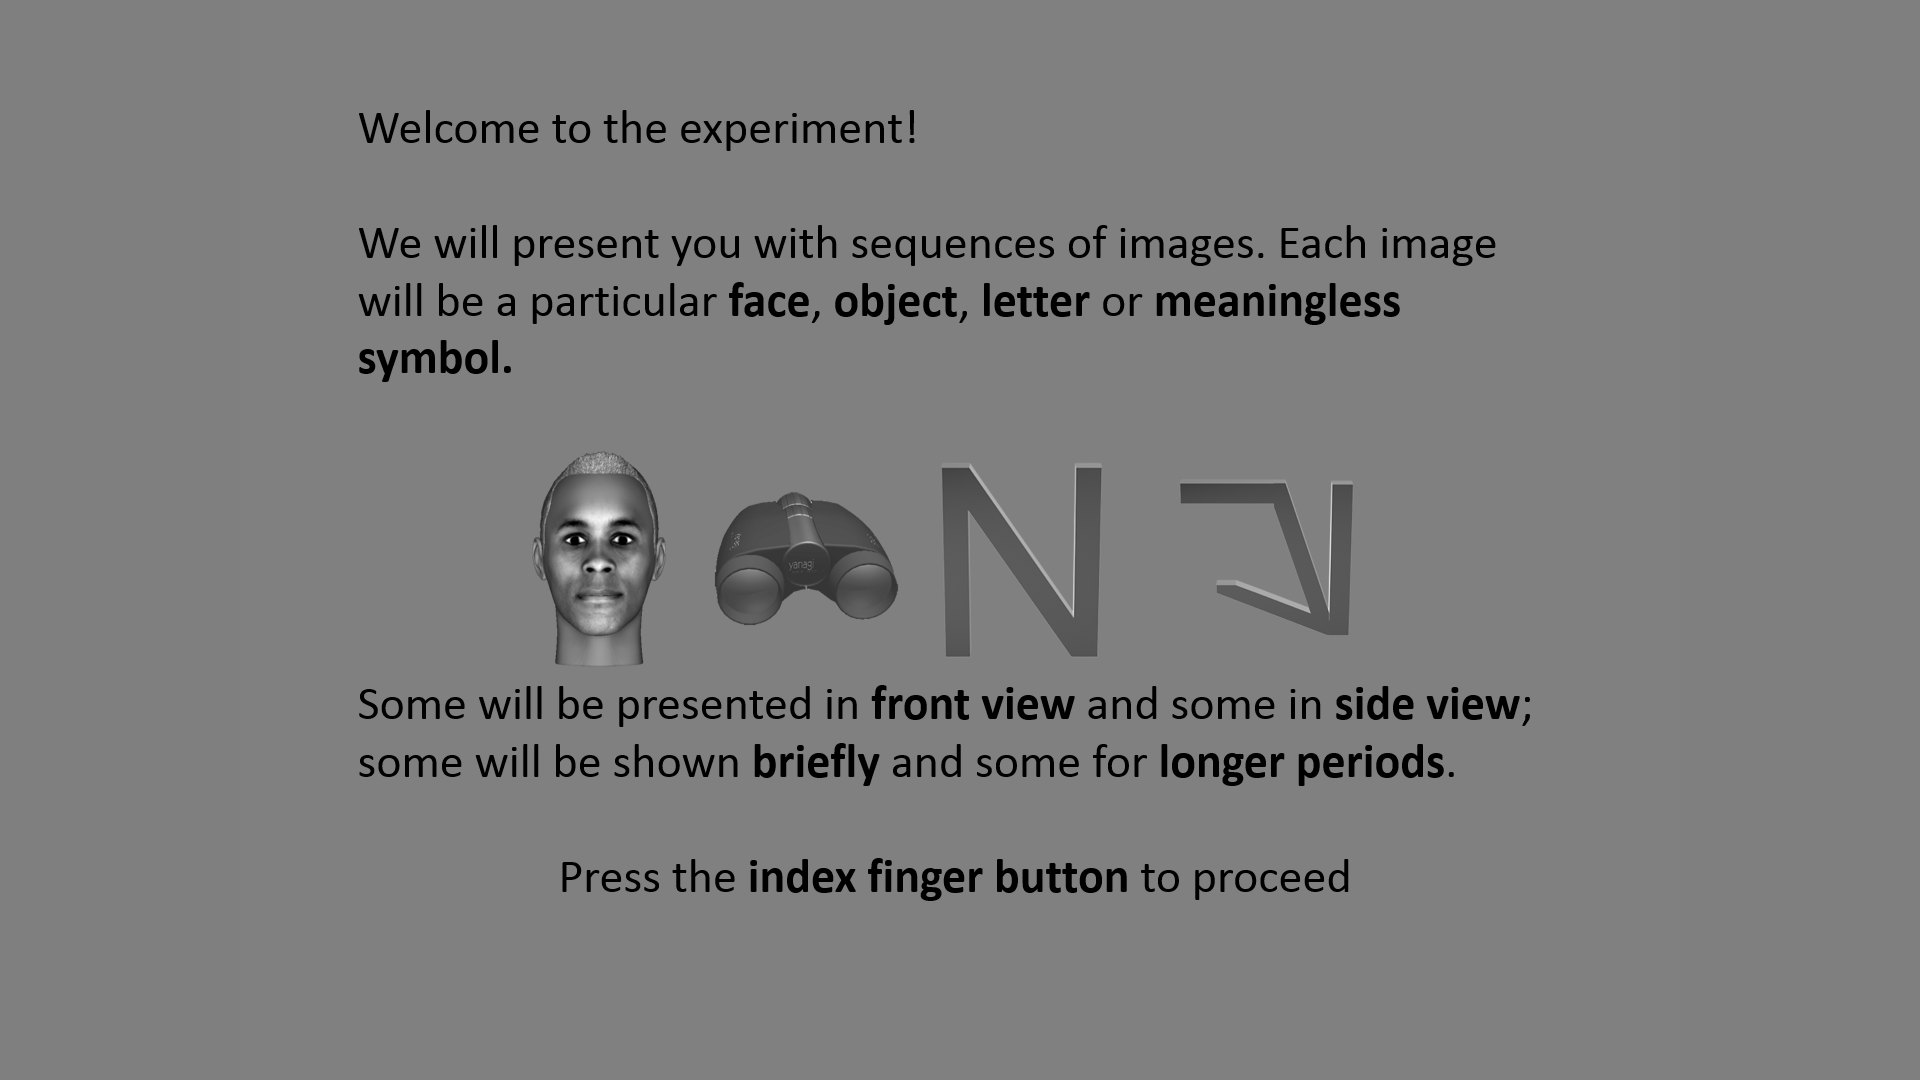 Welcome to the experiment!
We will present you with sequences of images. Each image
will be a particular face, object, letter or meaningless
symbol.
yanagi
N
Some will be presented in front view and some in side view;
some will be shown briefly and some for longer periods.
Press the index finger button to proceed